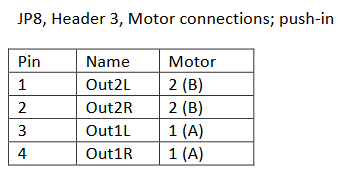 JP8, Header 3, Motor connections; push-in
Pin Name Motor
1 Out2L 2 (B)
2 Out2R 2 (B)
3 Out1L 1 (A)
4 Out1R 1 (A)